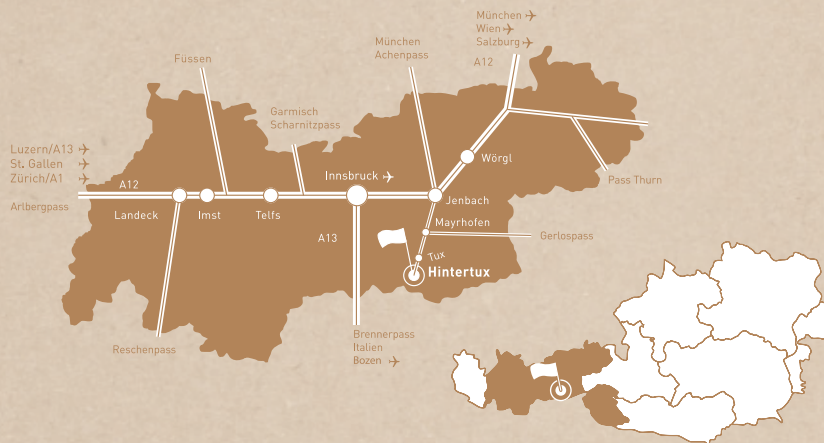 München
Wien
Salzburg
A12
München
Achenpass
Füssen
Garmisch
Scharnitzpass
Luzern/A13
St. Gallen
Zürich/A1
Arlbergpass
A12
Landeck
Imst
Telfs
Innsbruck
A13
Wörgl
Jenbach
Pass Thurn
Mayrhofen
Gerlospass
Tux
Hintertux
Reschenpass
Brennerpass
Italien
Bozen